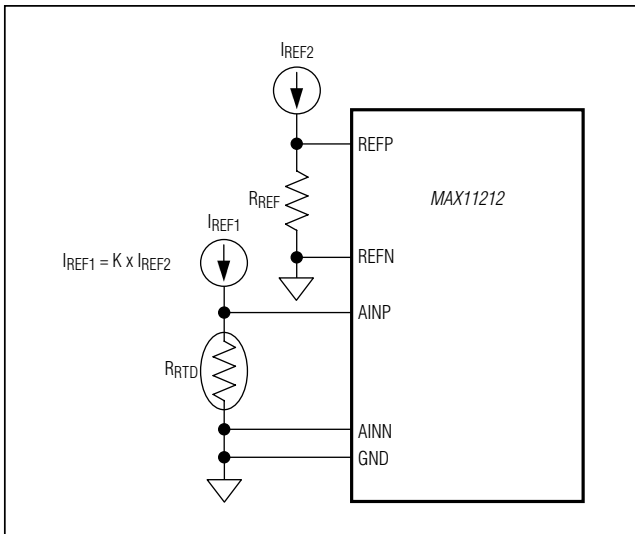 IREF2
REFP
MAX11212
RREF
IREF1
REFN
IREF1 = K x IREF2
AINP
RRTD
AINN
GND